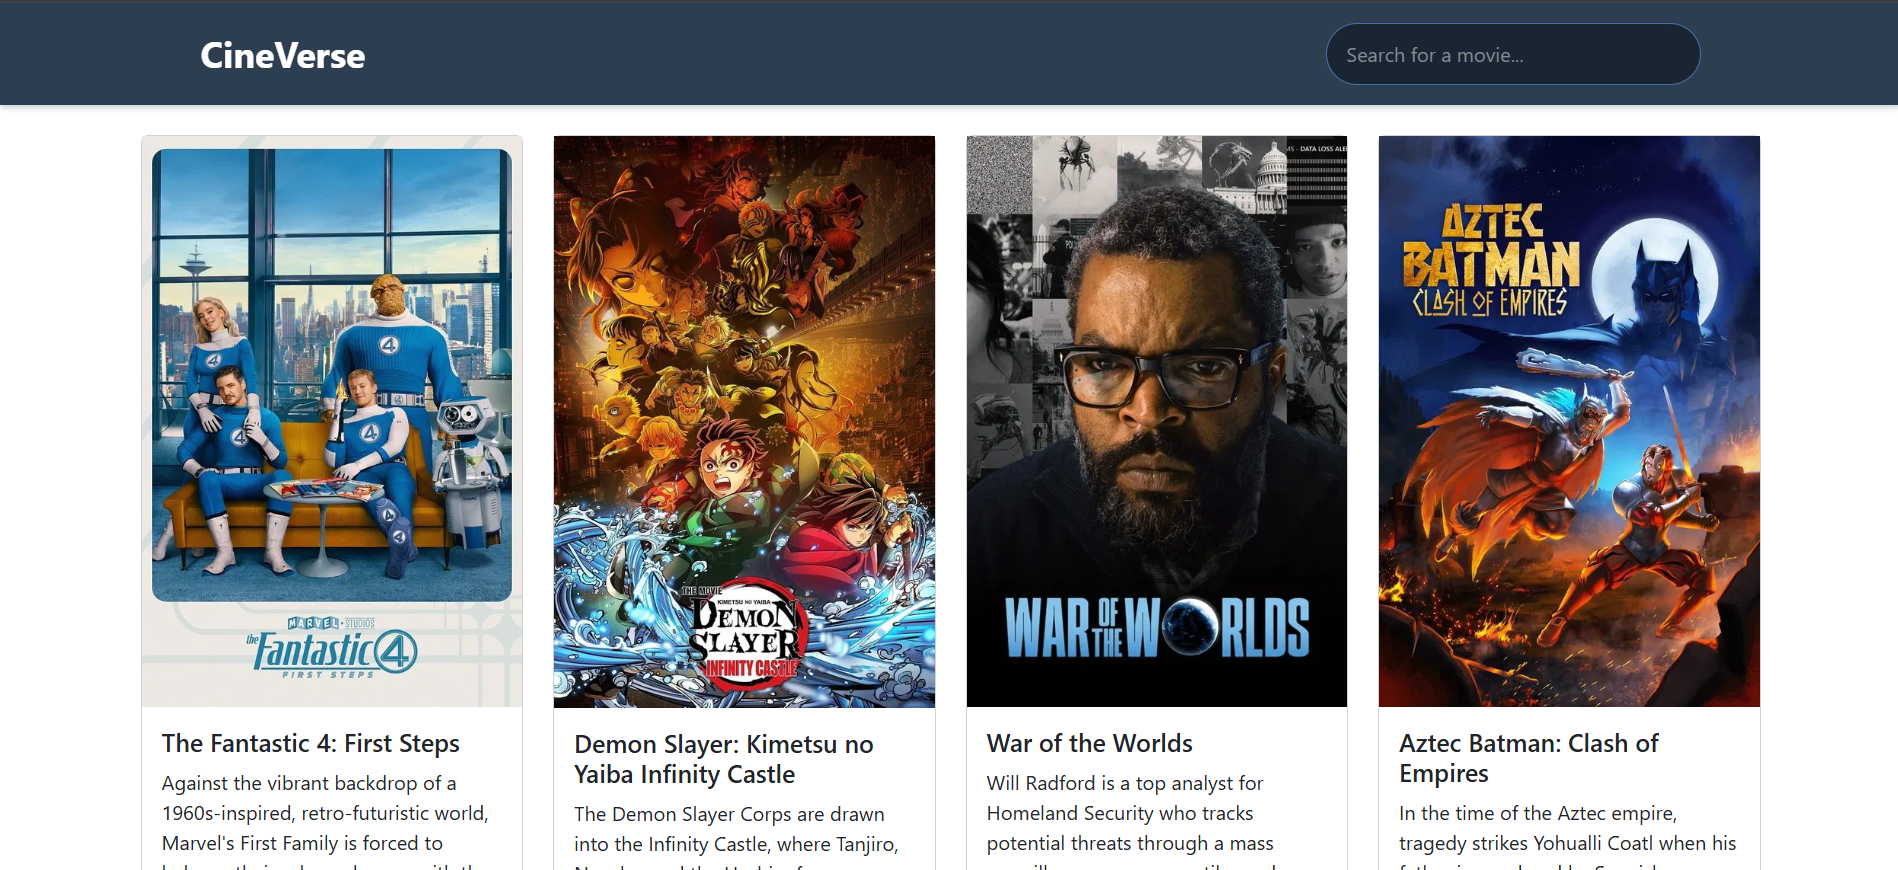 CineVerse
Search for a movie...
MARVEL STUDIOS
the Fantastic 4
FIRST STEPS
THE MOVIE
KIMETSU NO YAIBA
DEMON
SLAYER
INFINITY CASTLE
MS - DATA LOSS ALE
WAR OF THE WORLDS
AZTEC
BATMAN
CLASH OF EMPIRES
The Fantastic 4: First Steps
Against the vibrant backdrop of a
1960s-inspired, retro-futuristic world,
Marvel's First Family is forced to
Demon Slayer: Kimetsu no
Yaiba Infinity Castle
The Demon Slayer Corps are drawn
into the Infinity Castle, where Tanjiro,
War of the Worlds
Will Radford is a top analyst for
Homeland Security who tracks
potential threats through a mass
Aztec Batman: Clash of
Empires
In the time of the Aztec empire,
tragedy strikes Yohualli Coatl when his